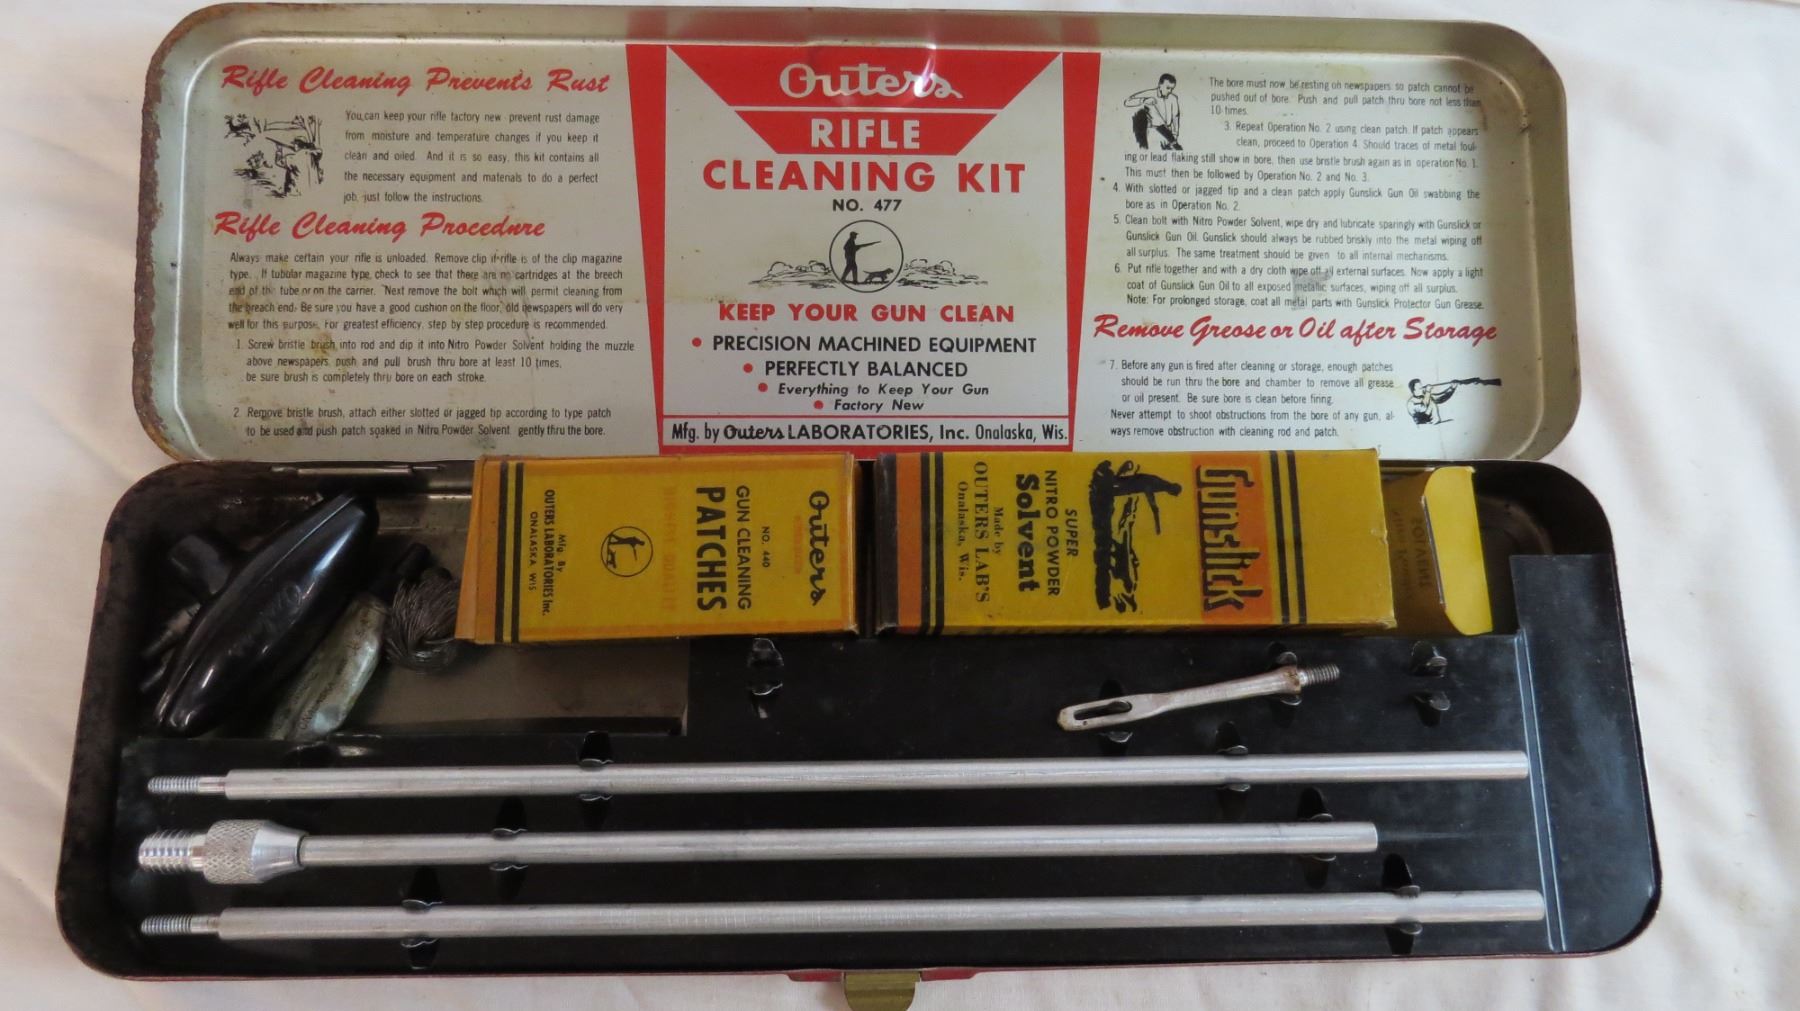 Rifle Cleaning Prevents Rust
You can keep your rifle factory new - prevent rust damage
from moisture and temperature changes if you keep it
clean and oiled. And it is so easy, this kit contains all
the necessary equipment and materials to do a perfect
job, - just follow the instructions.
Rifle Cleaning Procedure
Always make certain your rifle is unloaded. Remove clip if rifle is of the clip magazine
type. If tubular magazine type, check to see that there are no cartridges at the breech
end of the tube or on the carrier. Next remove the bolt which will permit cleaning from
the breach end. Be sure you have a good cushion on the floor, old newspapers will do very
well for this purpose. For greatest efficiency, step by step procedure is recommended.
1. Screw bristle brush into rod and dip it into Nitro Powder Solvent holding the muzzle
above newspapers, push and pull brush thru bore at least 10 times,
be sure brush is completely thru bore on each stroke.
2. Remove bristle brush, attach either slotted or jagged tip according to type patch
to be used and push patch soaked in Nitro Powder Solvent gently thru the bore.
Outers
RIFLE
CLEANING KIT
NO. 477
KEEP YOUR GUN CLEAN
• PRECISION MACHINED EQUIPMENT
• PERFECTLY BALANCED
• Everything to Keep Your Gun
• Factory New
Mfg. by Outers LABORATORIES, Inc. Onalaska, Wis.
The bore must now be resting on newspapers so patch cannot be
pushed out of bore. Push and pull patch thru bore not less than
10 times.
3. Repeat Operation No. 2 using clean patch. If patch appears
clean, proceed to Operation 4. Should traces of metal foul-
ing or lead flaking still show in bore, then use bristle brush again as in operation No. 1.
This must then be followed by Operation No. 2 and No. 3.
4. With slotted or jagged tip and a clean patch apply Gunslick Gun Oil swabbing the
bore as in Operation No. 2.
5. Clean bolt with Nitro Powder Solvent, wipe dry and lubricate sparingly with Gunslick or
Gunslick Gun Oil. Gunslick should always be rubbed briskly into the metal wiping off
all surplus. The same treatment should be given to all internal mechanisms.
6. Put rifle together and with a dry cloth wipe off all external surfaces. Now apply a light
coat of Gunslick Gun Oil to all exposed metallic surfaces, wiping off all surplus.
Note: For prolonged storage, coat all metal parts with Gunslick Protector Gun Grease.
Remove Grease or Oil after Storage
7. Before any gun is fired after cleaning or storage, enough patches
should be run thru the bore and chamber to remove all grease
or oil present. Be sure bore is clean before firing.
Never attempt to shoot obstructions from the bore of any gun, al-
ways remove obstruction with cleaning rod and patch.
Outers
NO. 440
GUN CLEANING
PATCHES
Mfg. By
OUTERS LABORATORIES Inc.
ONALASKA WIS
Gunslick
SUPER
NITRO POWDER
Solvent
Made by
OUTERS LAB'S
Onalaska, Wis.